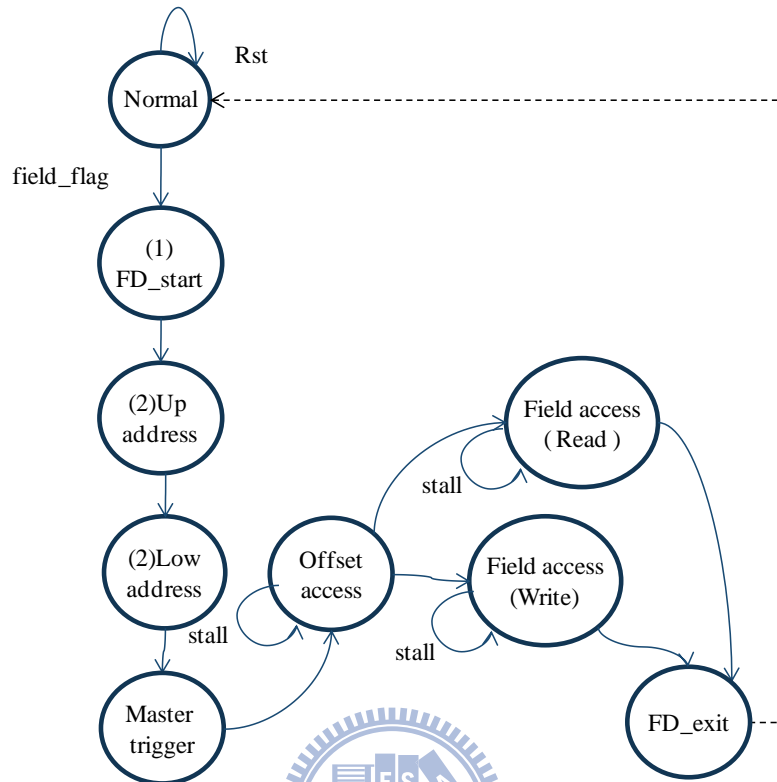 Rst
Normal
field_flag
(1)
FD_start
(2)Up
address
Field access
( Read )
stall
(2)Low
address
Offset
access
Field access
(Write)
stall
stall
Master
trigger
FD_exit
E S